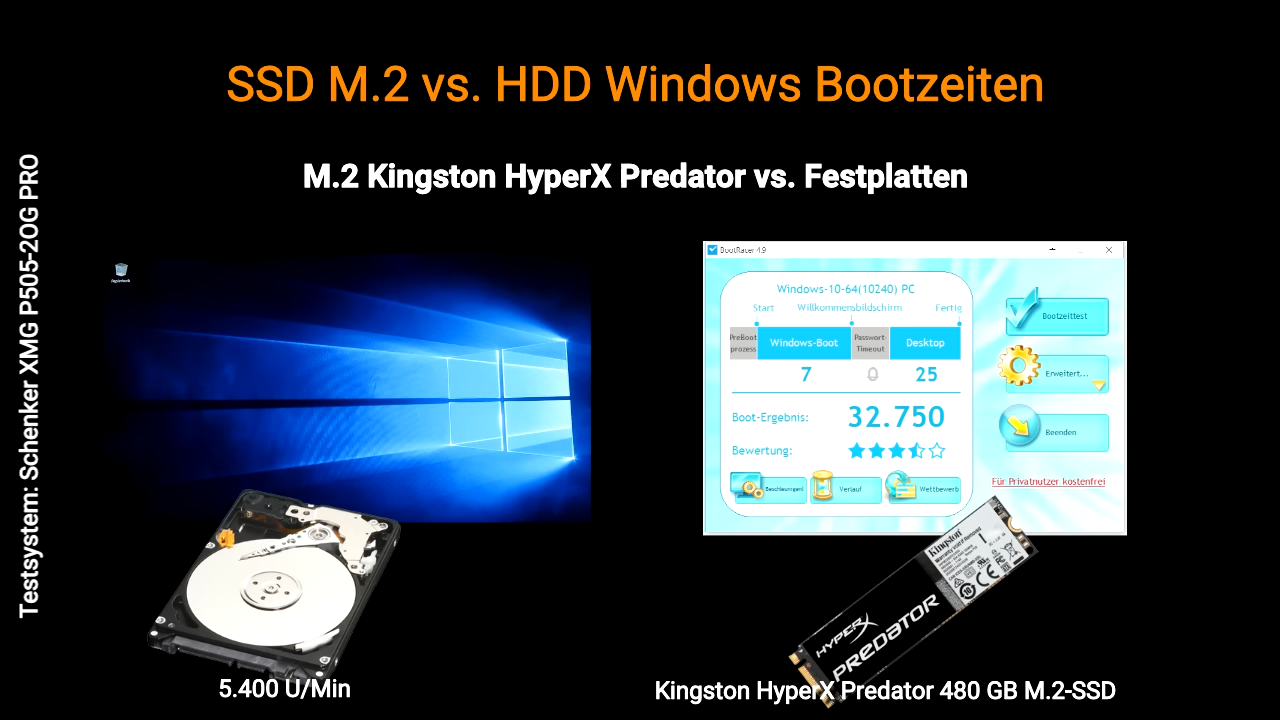 SSD M.2 vs. HDD Windows Bootzeiten
M.2 Kingston HyperX Predator vs. Festplatten
Testsystem: Schenker XMG P505-2OG PRO
Papierkorb
BootRacer 4.9
Windows-10-64(10240) PC
Start Willkommensbildschirm Fertig
PreBoot prozess
Windows-Boot
Passwort-Timeout
Desktop
7 0 25
Boot-Ergebnis: 32.750
Bewertung:
Verlauf
Wettbewerb
Bootzeittest
Erweitert...
Beenden
Für Privatnutzer kostenfrei
Kingston
HYPERX
PREDATOR
5.400 U/Min
Kingston HyperX Predator 480 GB M.2-SSD